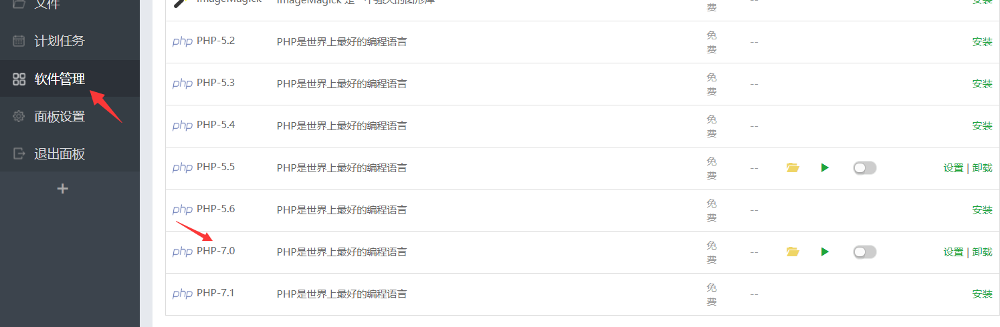 文件
计划任务
软件管理
面板设置
退出面板
+
ImageMagick ImageMagick 是一个强大的图形库 免费 -- 安装
php PHP-5.2 PHP是世界上最好的编程语言 免费 -- 安装
php PHP-5.3 PHP是世界上最好的编程语言 免费 -- 安装
php PHP-5.4 PHP是世界上最好的编程语言 免费 -- 安装
php PHP-5.5 PHP是世界上最好的编程语言 免费 -- 设置 | 卸载
php PHP-5.6 PHP是世界上最好的编程语言 免费 -- 安装
php PHP-7.0 PHP是世界上最好的编程语言 免费 -- 设置 | 卸载
php PHP-7.1 PHP是世界上最好的编程语言 免费 -- 安装